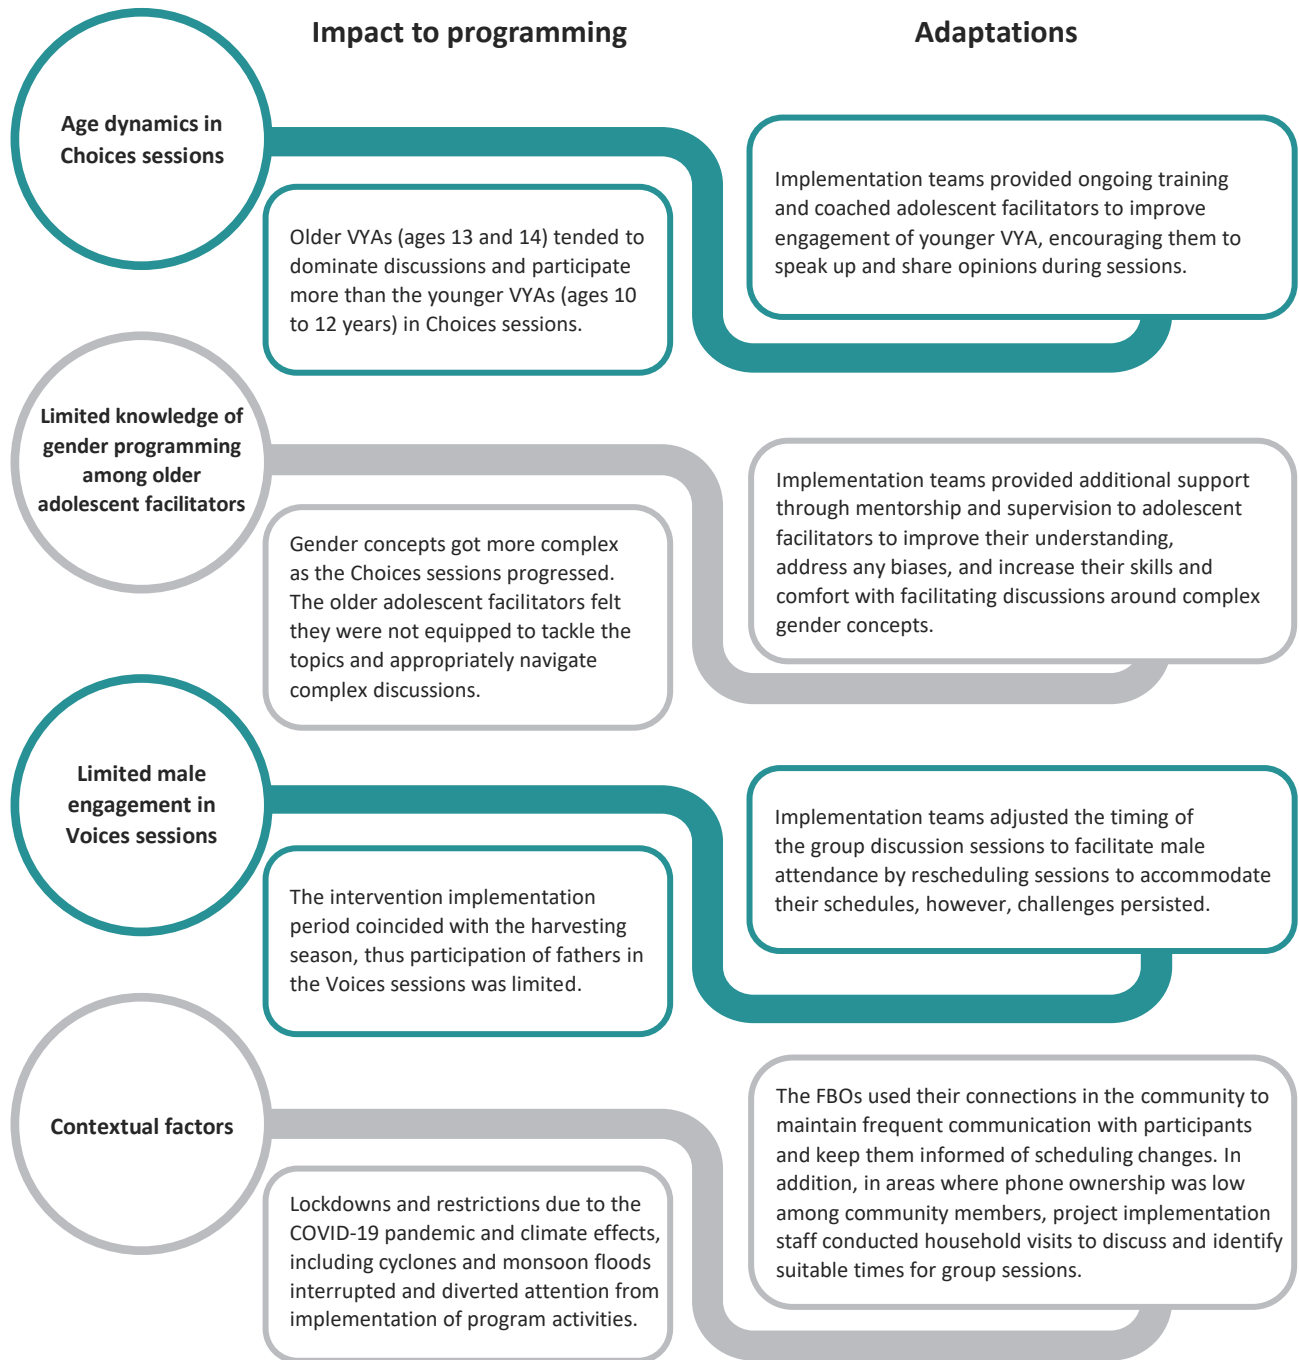 Impact to programming
Adaptations
Age dynamics in
Choices sessions
Older VYAs (ages 13 and 14) tended to
dominate discussions and participate
more than the younger VYAs (ages 10
to 12 years) in Choices sessions.
Implementation teams provided ongoing training
and coached adolescent facilitators to improve
engagement of younger VYA, encouraging them to
speak up and share opinions during sessions.
Limited knowledge of
gender programming
among older
adolescent facilitators
Gender concepts got more complex
as the Choices sessions progressed.
The older adolescent facilitators felt
they were not equipped to tackle the
topics and appropriately navigate
complex discussions.
Implementation teams provided additional support
through mentorship and supervision to adolescent
facilitators to improve their understanding,
address any biases, and increase their skills and
comfort with facilitating discussions around complex
gender concepts.
Limited male
engagement in
Voices sessions
The intervention implementation
period coincided with the harvesting
season, thus participation of fathers in
the Voices sessions was limited.
Implementation teams adjusted the timing of
the group discussion sessions to facilitate male
attendance by rescheduling sessions to accommodate
their schedules, however, challenges persisted.
Contextual factors
Lockdowns and restrictions due to the
COVID-19 pandemic and climate effects,
including cyclones and monsoon floods
interrupted and diverted attention from
implementation of program activities.
The FBOs used their connections in the community to
maintain frequent communication with participants
and keep them informed of scheduling changes. In
addition, in areas where phone ownership was low
among community members, project implementation
staff conducted household visits to discuss and identify
suitable times for group sessions.